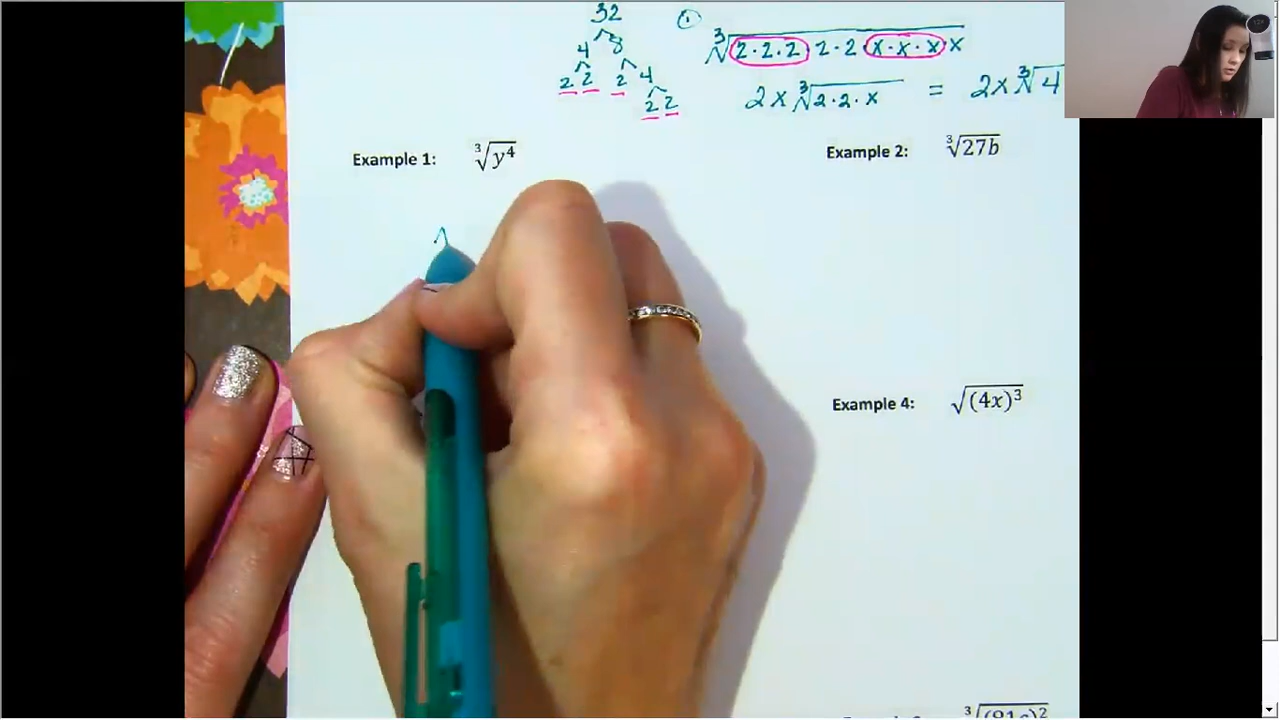 32
4 8
2 2 2 4
2 2
① ∛2·2·2 2·2 x·x·x x
2x ∛2·2·x = 2x ∛4
Example 1: ∛y⁴
Example 2: ∛27b
Example 4: √(4x)³